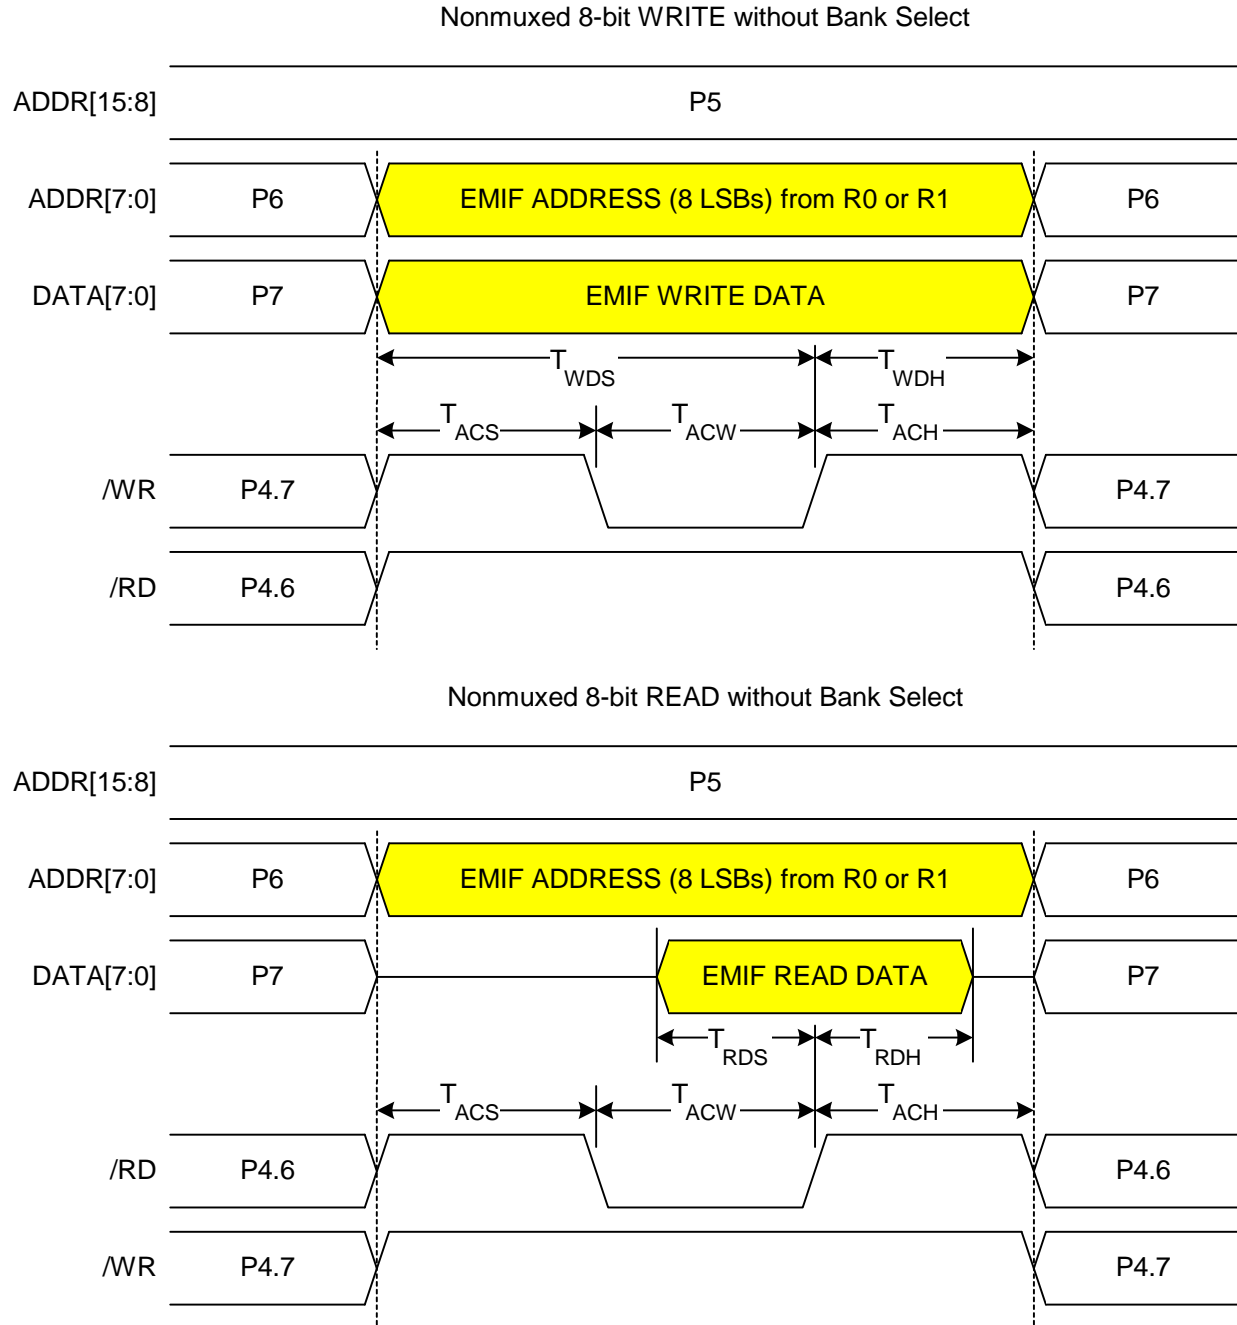 Nonmuxed 8-bit WRITE without Bank Select
ADDR[15:8] P5
ADDR[7:0] P6 EMIF ADDRESS (8 LSBs) from R0 or R1 P6
DATA[7:0] P7 EMIF WRITE DATA P7
TWDS TWDH
TACS TACW TACH
/WR P4.7 P4.7
/RD P4.6 P4.6
Nonmuxed 8-bit READ without Bank Select
ADDR[15:8] P5
ADDR[7:0] P6 EMIF ADDRESS (8 LSBs) from R0 or R1 P6
DATA[7:0] P7 EMIF READ DATA P7
TRDS TRDH
TACS TACW TACH
/RD P4.6 P4.6
/WR P4.7 P4.7